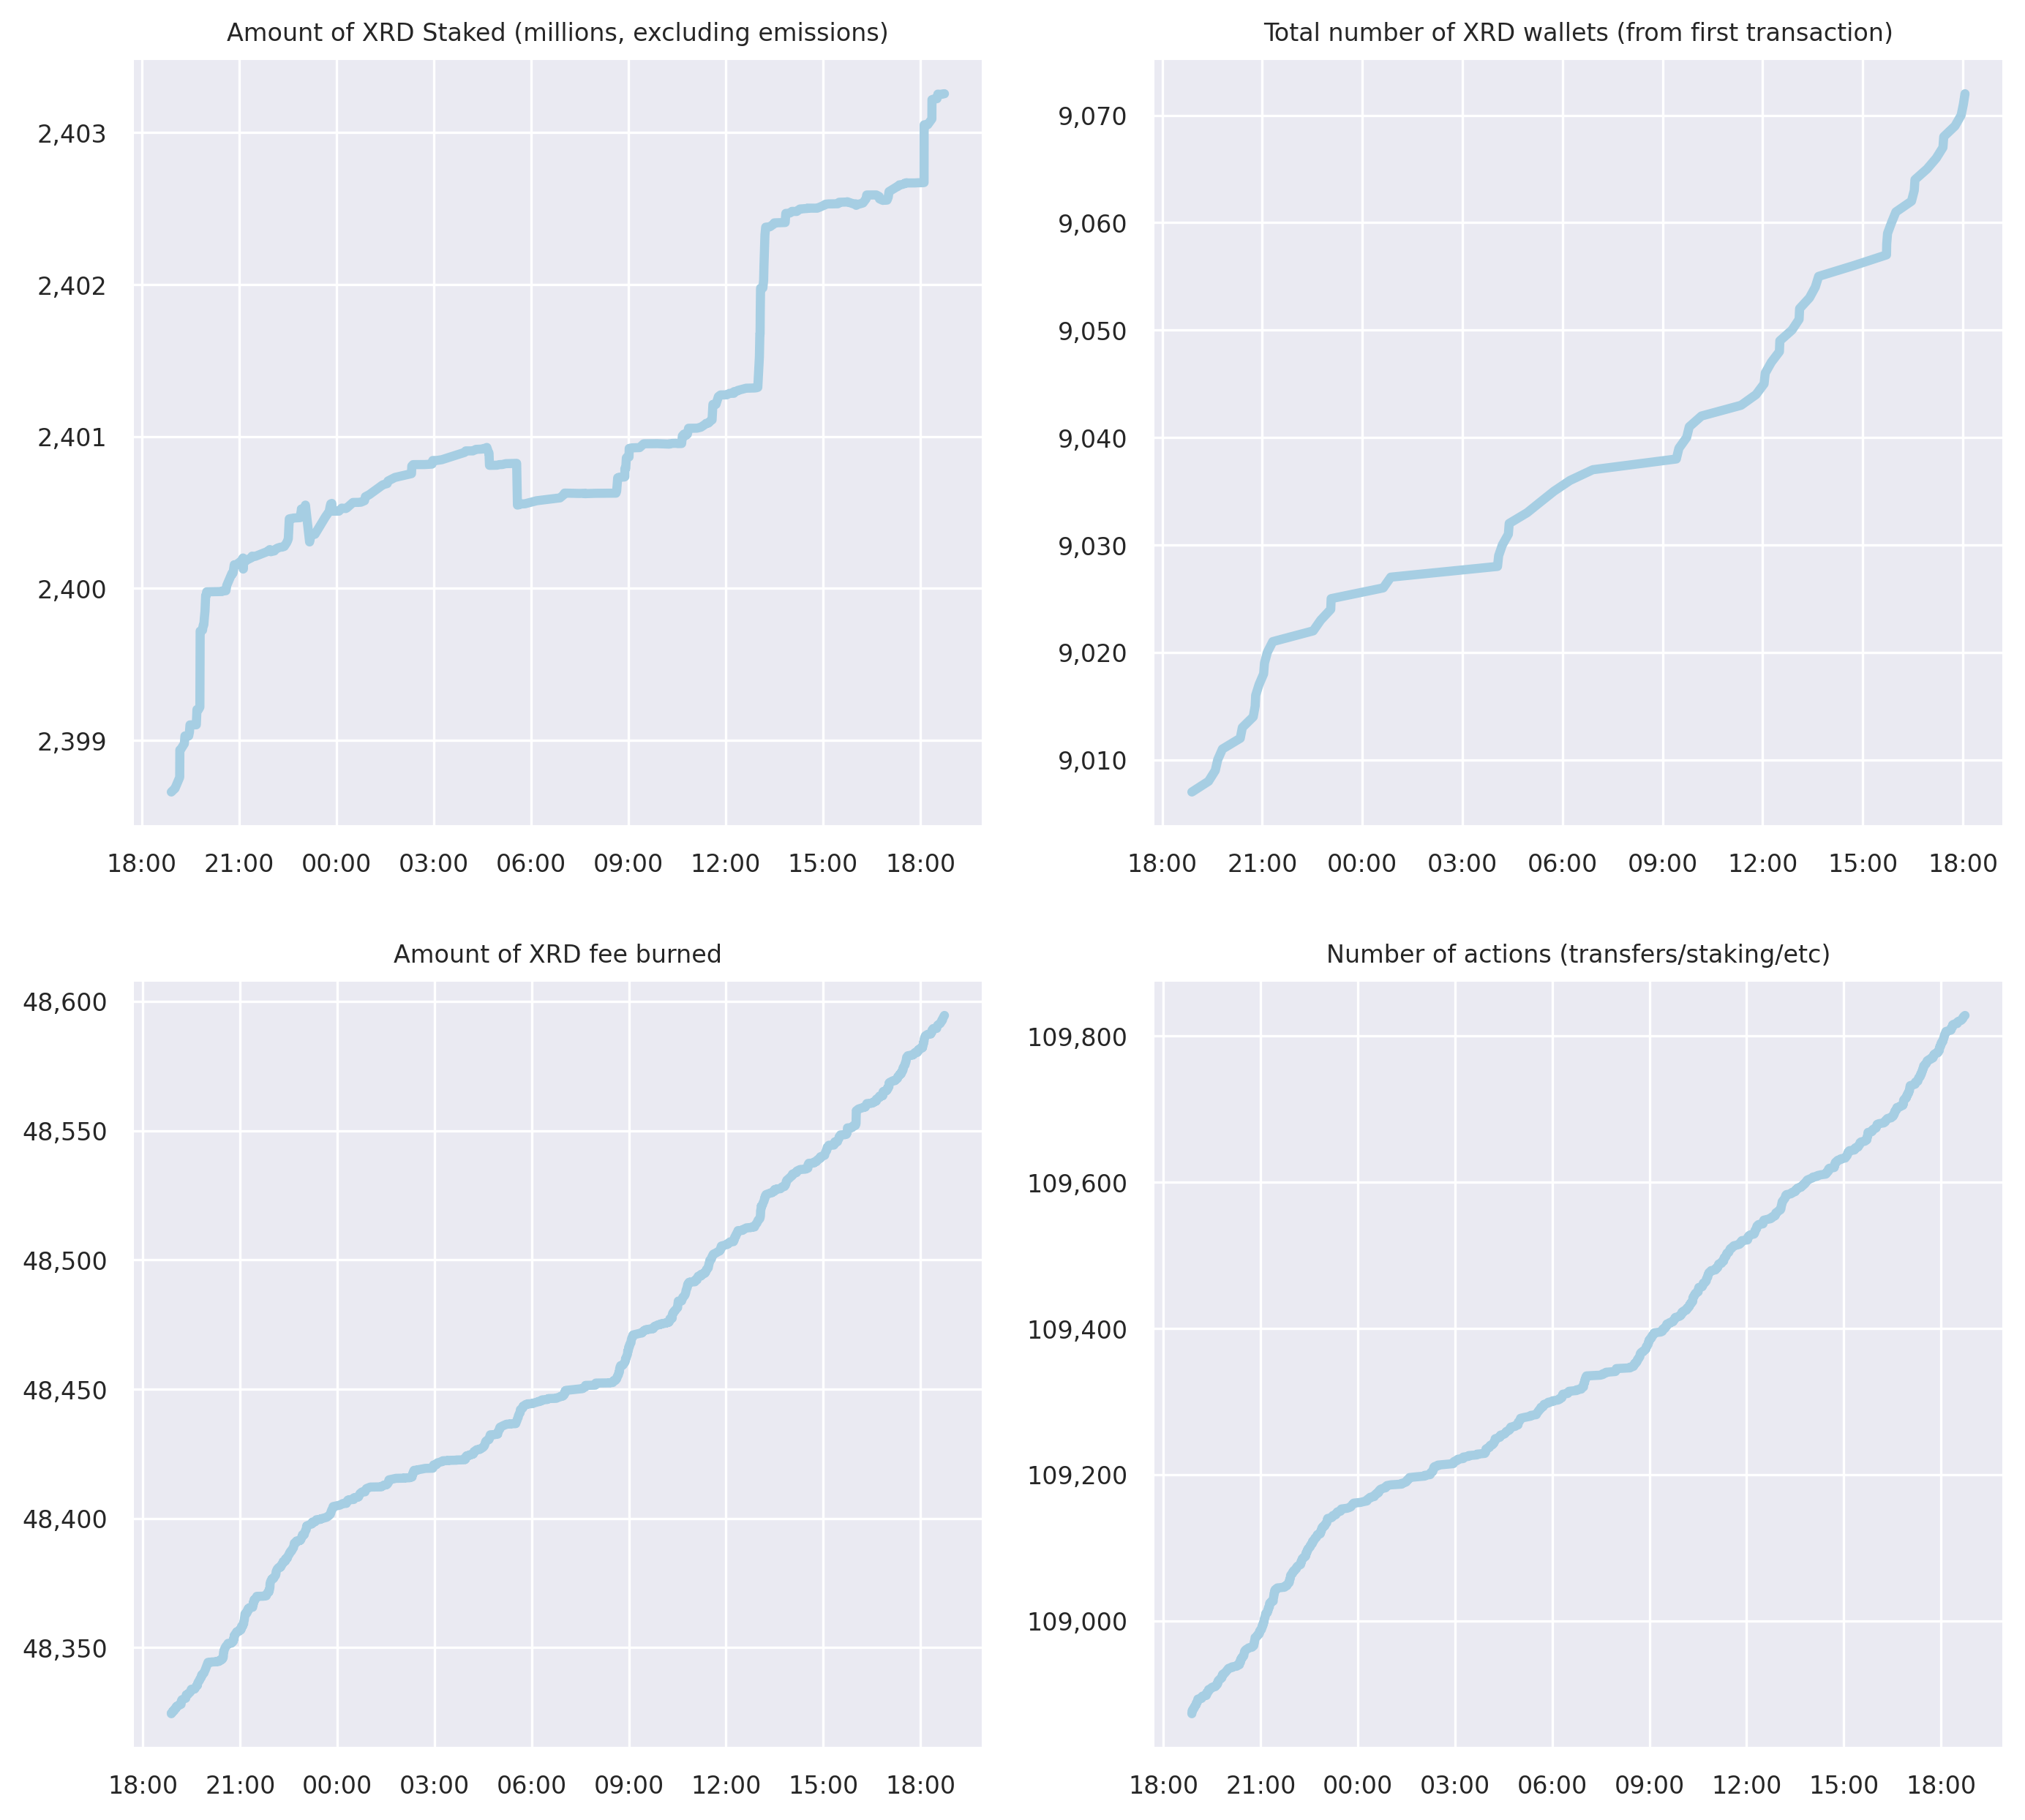 Amount of XRD Staked (millions, excluding emissions)
2,403
2,402
2,401
2,400
2,399
18:00 21:00 00:00 03:00 06:00 09:00 12:00 15:00 18:00
Total number of XRD wallets (from first transaction)
9,070
9,060
9,050
9,040
9,030
9,020
9,010
18:00 21:00 00:00 03:00 06:00 09:00 12:00 15:00 18:00
Amount of XRD fee burned
48,600
48,550
48,500
48,450
48,400
48,350
18:00 21:00 00:00 03:00 06:00 09:00 12:00 15:00 18:00
Number of actions (transfers/staking/etc)
109,800
109,600
109,400
109,200
109,000
18:00 21:00 00:00 03:00 06:00 09:00 12:00 15:00 18:00